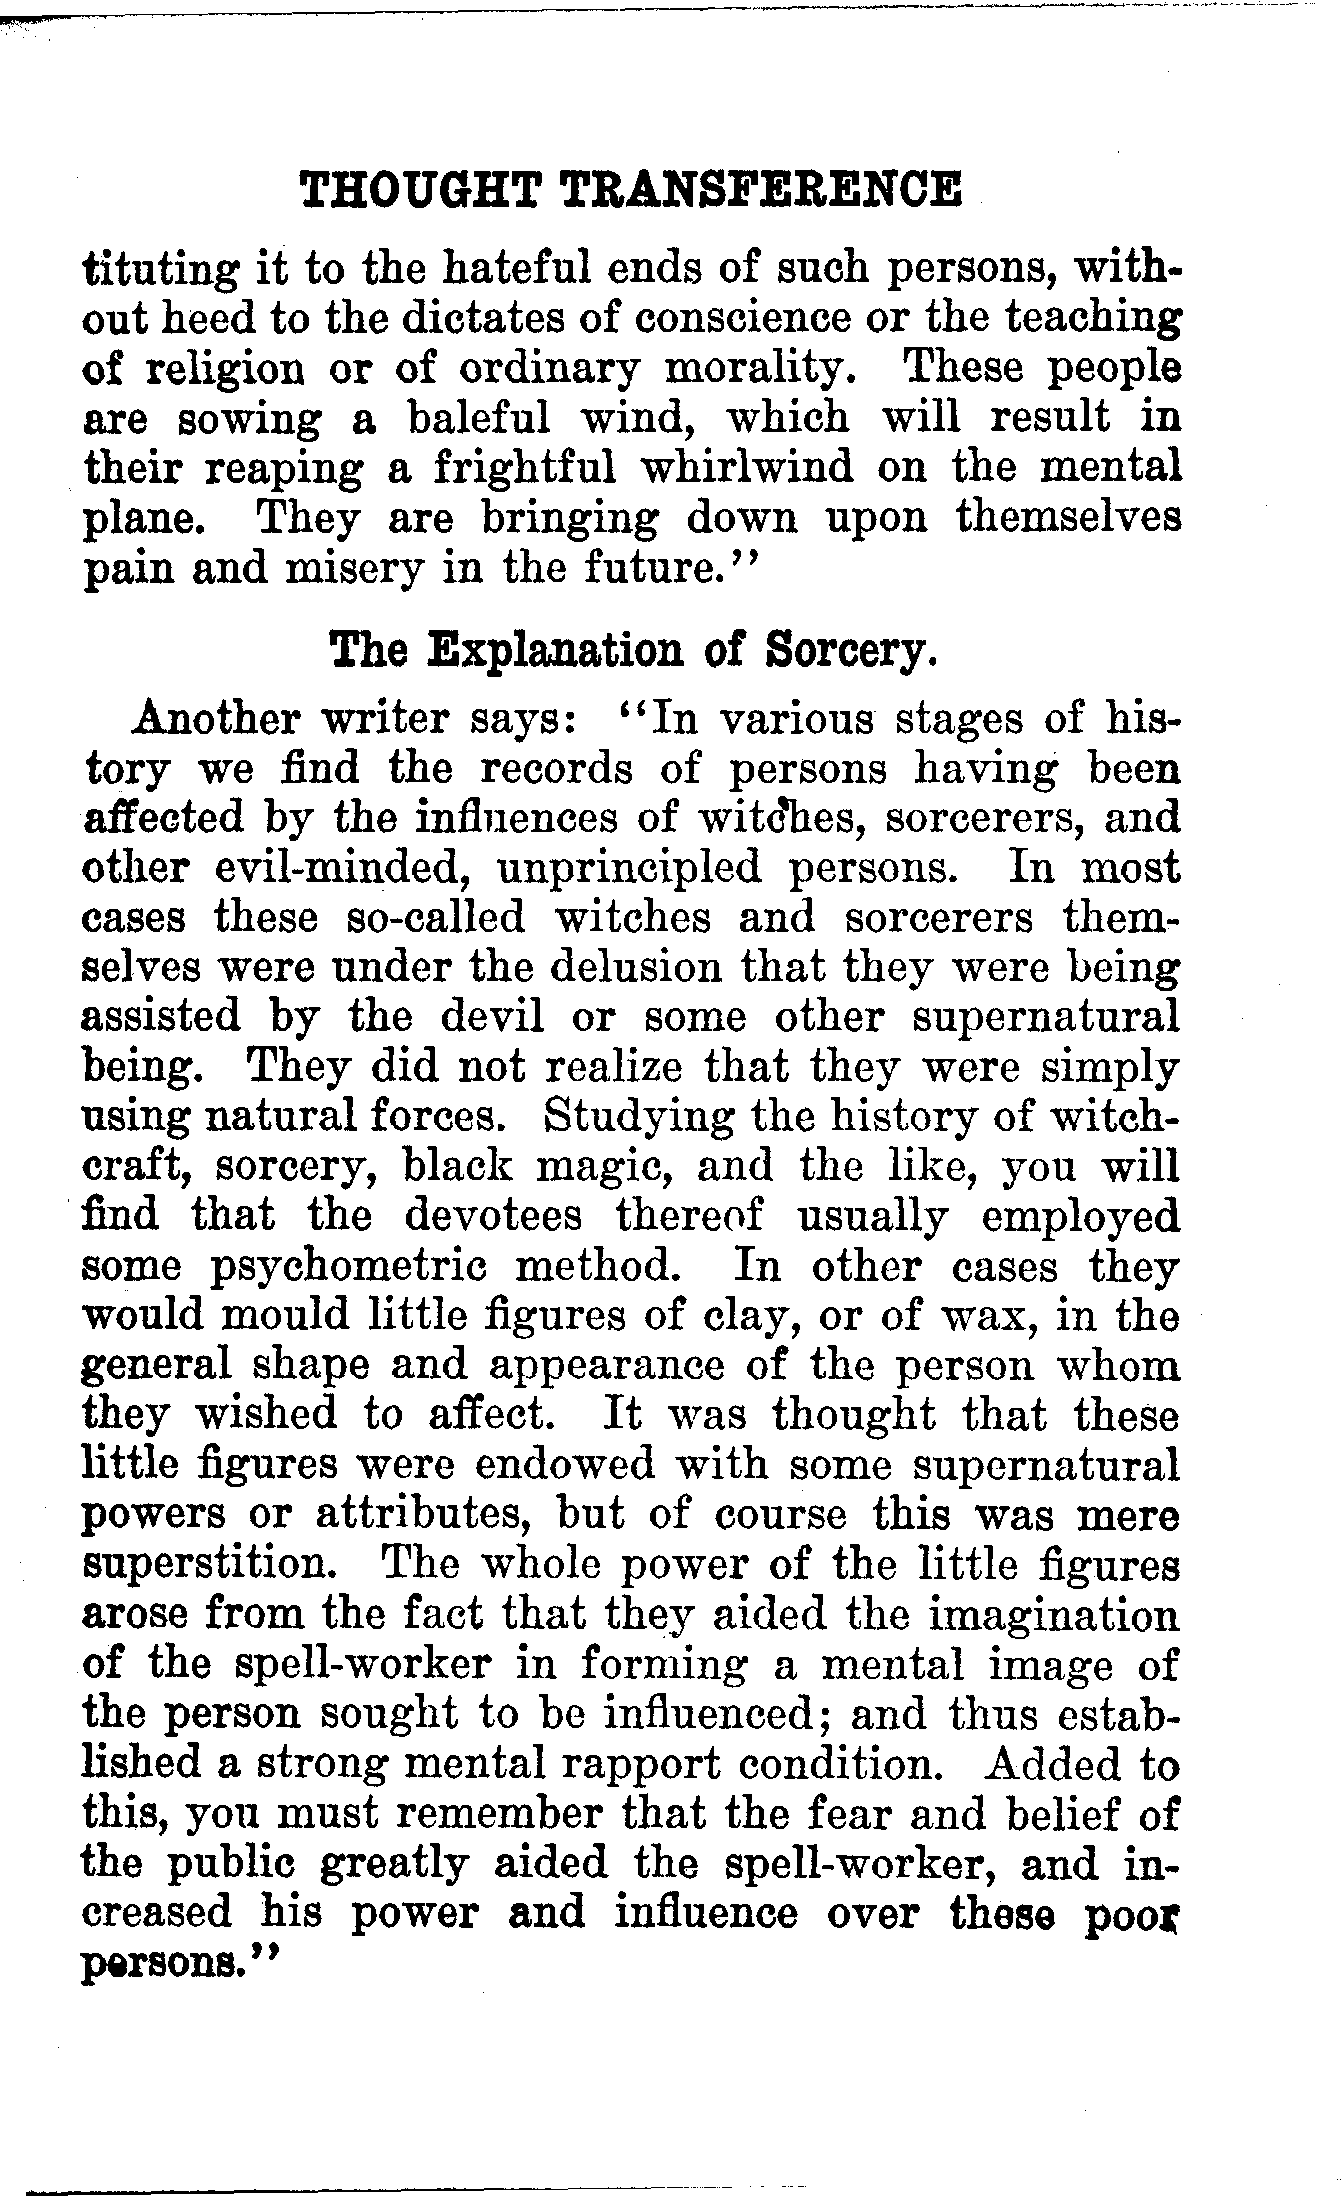 THOUGHT TRANSFERENCE
tituting it to the hateful ends of such persons, with-
out heed to the dictates of conscience or the teaching
of religion or of ordinary morality. These people
are sowing a baleful wind, which will result in
their reaping a frightful whirlwind on the mental
plane. They are bringing down upon themselves
pain and misery in the future.”
The Explanation of Sorcery.
Another writer says: “In various stages of his-
tory we find the records of persons having been
affected by the influences of witches, sorcerers, and
other evil-minded, unprincipled persons. In most
cases these so-called witches and sorcerers them-
selves were under the delusion that they were being
assisted by the devil or some other supernatural
being. They did not realize that they were simply
using natural forces. Studying the history of witch-
craft, sorcery, black magic, and the like, you will
find that the devotees thereof usually employed
some psychometric method. In other cases they
would mould little figures of clay, or of wax, in the
general shape and appearance of the person whom
they wished to affect. It was thought that these
little figures were endowed with some supernatural
powers or attributes, but of course this was mere
superstition. The whole power of the little figures
arose from the fact that they aided the imagination
of the spell-worker in forming a mental image of
the person sought to be influenced; and thus estab-
lished a strong mental rapport condition. Added to
this, you must remember that the fear and belief of
the public greatly aided the spell-worker, and in-
creased his power and influence over these poor
persons.”